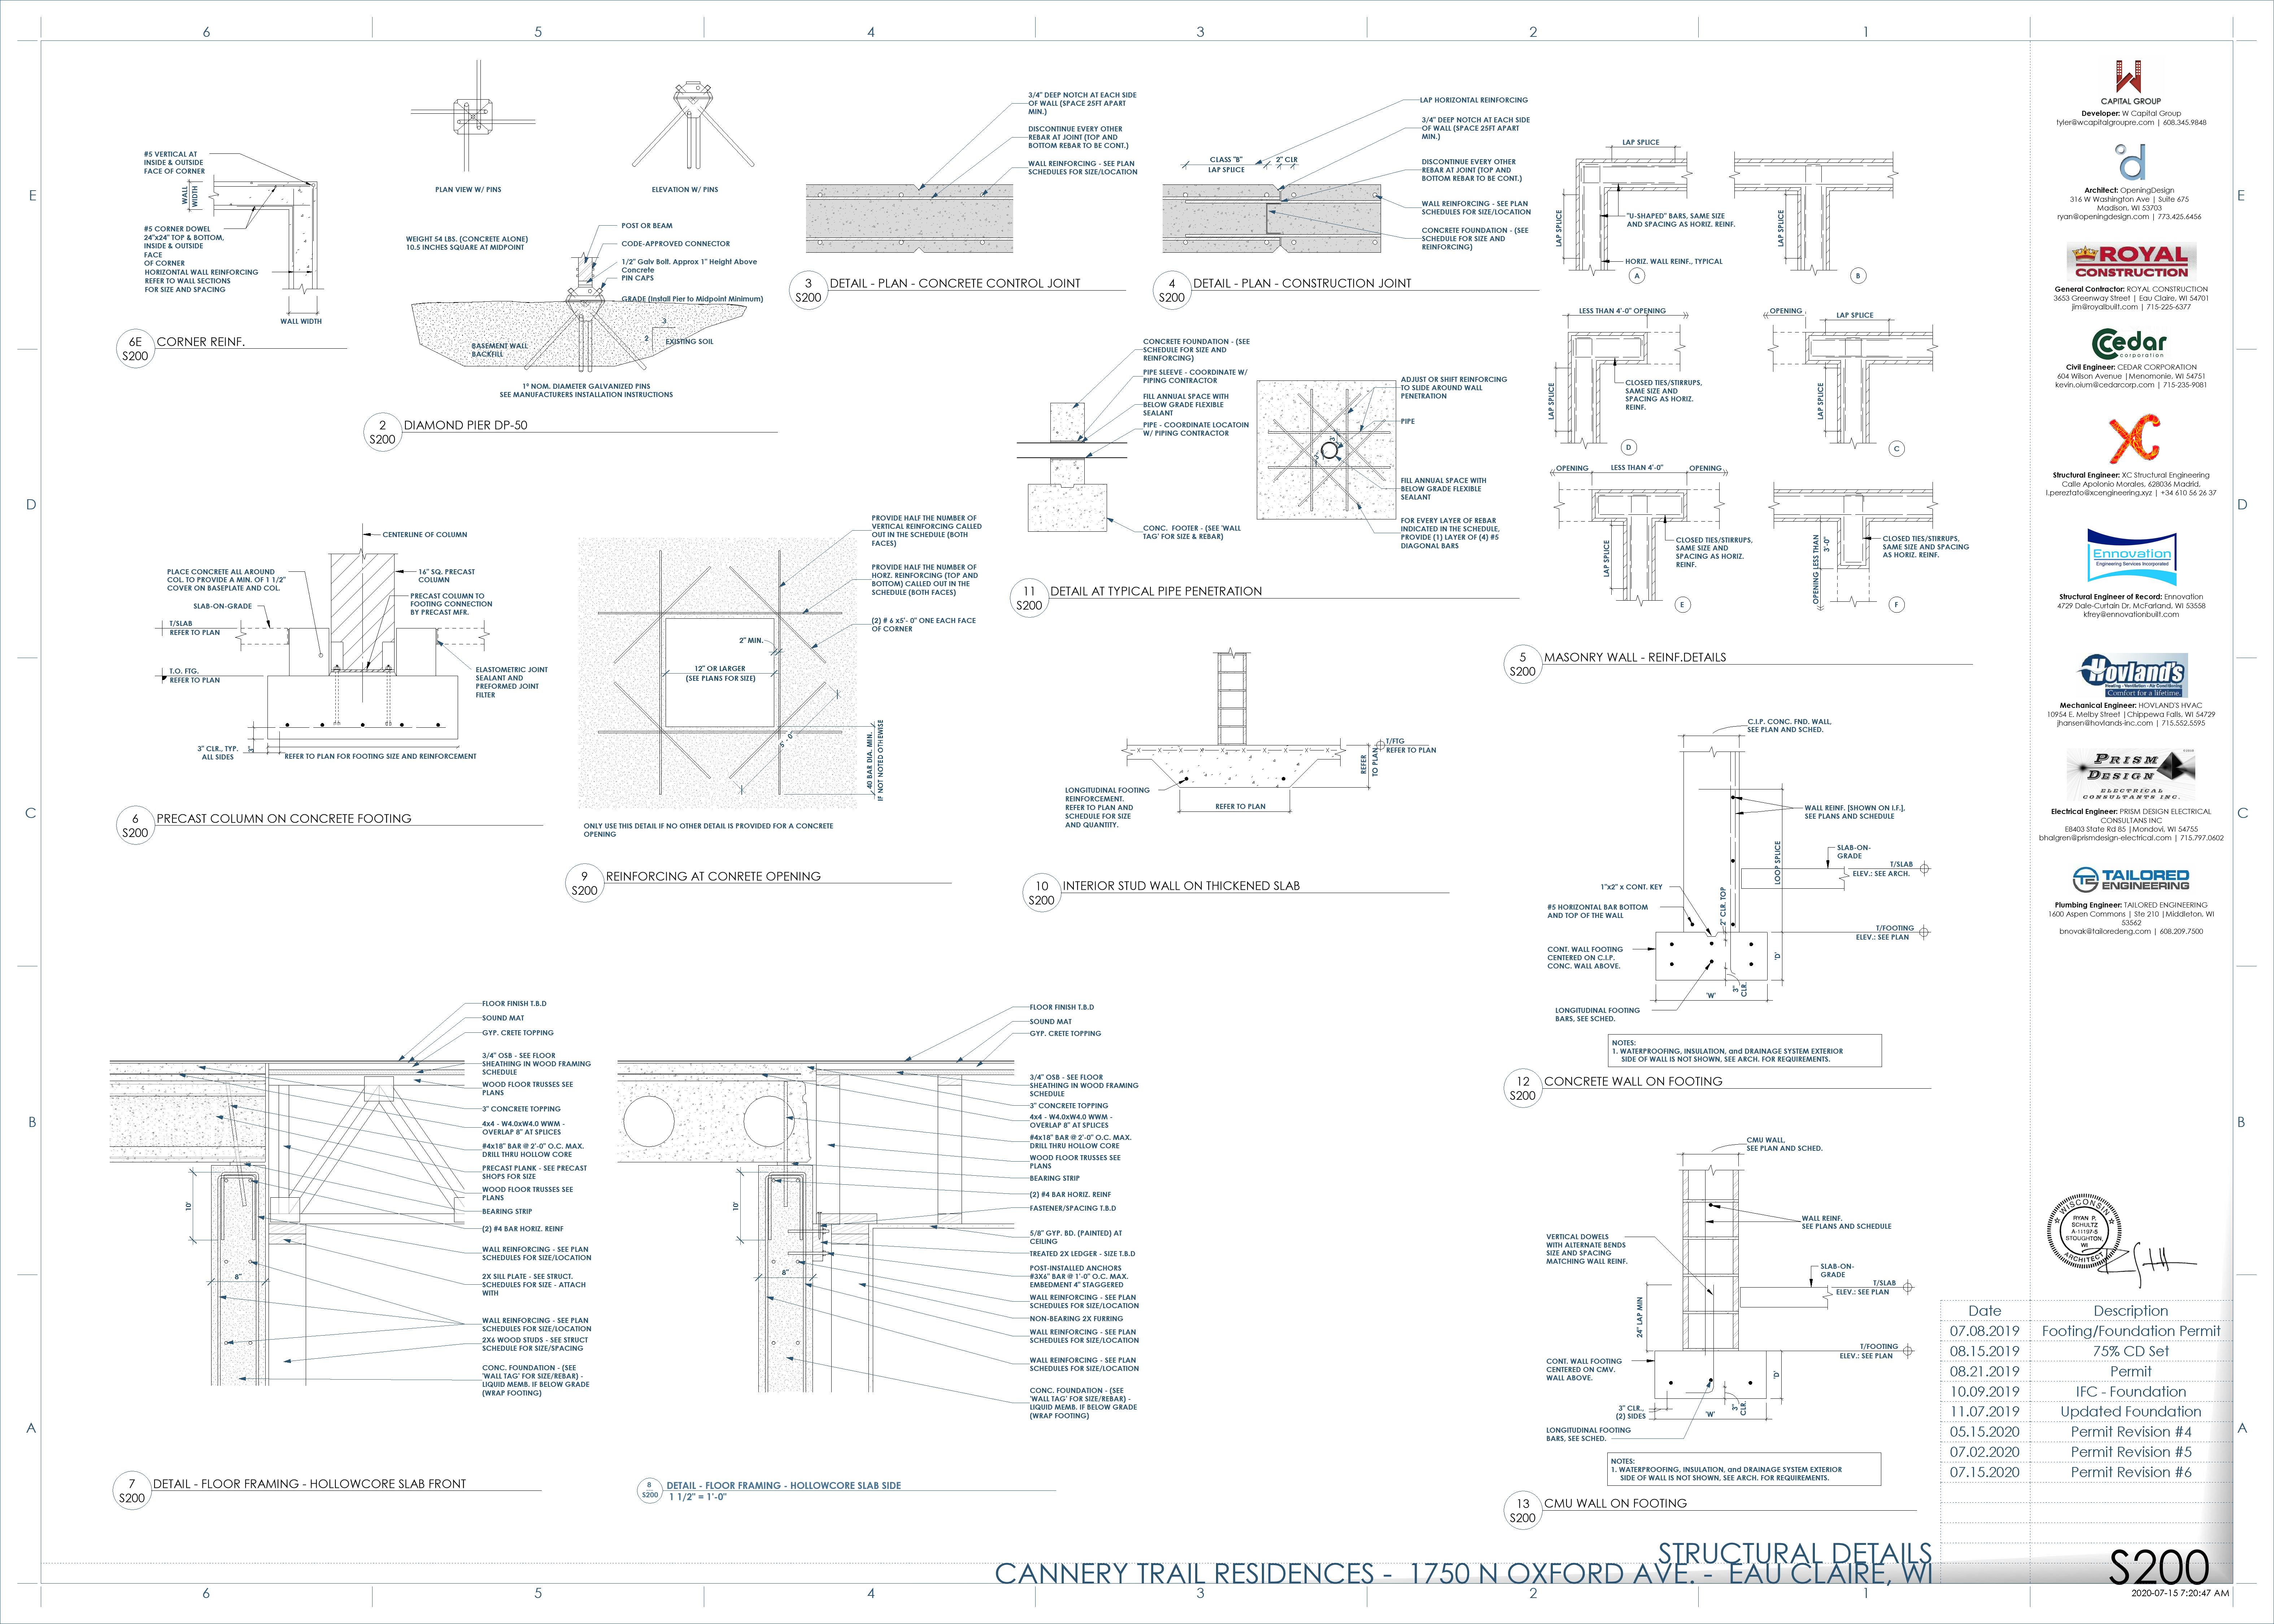 6
5
4
3
2
1
E
D
C
B
A
#5 VERTICAL AT
INSIDE & OUTSIDE
FACE OF CORNER
WALL
WIDTH
#5 CORNER DOWEL
24"x24" TOP & BOTTOM,
INSIDE & OUTSIDE
FACE
OF CORNER
HORIZONTAL WALL REINFORCING
REFER TO WALL SECTIONS
FOR SIZE AND SPACING
WALL WIDTH
6E
S200
CORNER REINF.
PLAN VIEW W/ PINS
ELEVATION W/ PINS
WEIGHT 54 LBS. (CONCRETE ALONE)
10.5 INCHES SQUARE AT MIDPOINT
POST OR BEAM
CODE-APPROVED CONNECTOR
1/2" Galv Bolt. Approx 1" Height Above
Concrete
PIN CAPS
GRADE (Install Pier to Midpoint Minimum)
3
2
EXISTING SOIL
BASEMENT WALL
BACKFILL
1" NOM. DIAMETER GALVANIZED PINS
SEE MANUFACTURERS INSTALLATION INSTRUCTIONS
2
S200
DIAMOND PIER DP-50
3/4" DEEP NOTCH AT EACH SIDE
OF WALL (SPACE 25FT APART
MIN.)
DISCONTINUE EVERY OTHER
REBAR AT JOINT (TOP AND
BOTTOM REBAR TO BE CONT.)
WALL REINFORCING - SEE PLAN
SCHEDULES FOR SIZE/LOCATION
3
S200
DETAIL - PLAN - CONCRETE CONTROL JOINT
CLASS "B"
LAP SPLICE
2" CLR
LAP HORIZONTAL REINFORCING
3/4" DEEP NOTCH AT EACH SIDE
OF WALL (SPACE 25FT APART
MIN.)
DISCONTINUE EVERY OTHER
REBAR AT JOINT (TOP AND
BOTTOM REBAR TO BE CONT.)
WALL REINFORCING - SEE PLAN
SCHEDULES FOR SIZE/LOCATION
CONCRETE FOUNDATION - (SEE
SCHEDULE FOR SIZE AND
REINFORCING)
4
S200
DETAIL - PLAN - CONSTRUCTION JOINT
LAP SPLICE
LAP SPLICE
"U-SHAPED" BARS, SAME SIZE
AND SPACING AS HORIZ. REINF.
HORIZ. WALL REINF., TYPICAL
A
LAP SPLICE
B
LESS THAN 4'-0" OPENING
LAP SPLICE
CLOSED TIES/STIRRUPS,
SAME SIZE AND
SPACING AS HORIZ.
REINF.
D
OPENING
LAP SPLICE
LAP SPLICE
C
OPENING
LESS THAN 4'-0"
OPENING
LAP SPLICE
CLOSED TIES/STIRRUPS,
SAME SIZE AND
SPACING AS HORIZ.
REINF.
E
OPENING LESS THAN
3'-0"
CLOSED TIES/STIRRUPS,
SAME SIZE AND SPACING
AS HORIZ. REINF.
F
5
S200
MASONRY WALL - REINF.DETAILS
CONCRETE FOUNDATION - (SEE
SCHEDULE FOR SIZE AND
REINFORCING)
PIPE SLEEVE - COORDINATE W/
PIPING CONTRACTOR
FILL ANNUAL SPACE WITH
BELOW GRADE FLEXIBLE
SEALANT
PIPE - COORDINATE LOCATOIN
W/ PIPING CONTRACTOR
CONC. FOOTER - (SEE 'WALL
TAG' FOR SIZE & REBAR)
ADJUST OR SHIFT REINFORCING
TO SLIDE AROUND WALL
PENETRATION
PIPE
FILL ANNUAL SPACE WITH
BELOW GRADE FLEXIBLE
SEALANT
FOR EVERY LAYER OF REBAR
INDICATED IN THE SCHEDULE,
PROVIDE (1) LAYER OF (4) #5
DIAGONAL BARS
11
S200
DETAIL AT TYPICAL PIPE PENETRATION
CENTERLINE OF COLUMN
PLACE CONCRETE ALL AROUND
COL. TO PROVIDE A MIN. OF 1 1/2"
COVER ON BASEPLATE AND COL.
SLAB-ON-GRADE
T/SLAB
REFER TO PLAN
T.O. FTG.
REFER TO PLAN
16" SQ. PRECAST
COLUMN
PRECAST COLUMN TO
FOOTING CONNECTION
BY PRECAST MFR.
ELASTOMETRIC JOINT
SEALANT AND
PREFORMED JOINT
FILTER
3" CLR., TYP.
ALL SIDES
3"
REFER TO PLAN FOR FOOTING SIZE AND REINFORCEMENT
6
S200
PRECAST COLUMN ON CONCRETE FOOTING
PROVIDE HALF THE NUMBER OF
VERTICAL REINFORCING CALLED
OUT IN THE SCHEDULE (BOTH
FACES)
PROVIDE HALF THE NUMBER OF
HORZ. REINFORCING (TOP AND
BOTTOM) CALLED OUT IN THE
SCHEDULE (BOTH FACES)
(2) # 6 x5'- 0" ONE EACH FACE
OF CORNER
2" MIN.
12" OR LARGER
(SEE PLANS FOR SIZE)
5' - 0"
40 BAR DIA. MIN.
IF NOT NOTED OTHERWISE
ONLY USE THIS DETAIL IF NO OTHER DETAIL IS PROVIDED FOR A CONCRETE
OPENING
9
S200
REINFORCING AT CONRETE OPENING
T/FTG
REFER TO PLAN
REFER
TO PLAN
LONGITUDINAL FOOTING
REINFORCEMENT.
REFER TO PLAN AND
SCHEDULE FOR SIZE
AND QUANTITY.
REFER TO PLAN
10
S200
INTERIOR STUD WALL ON THICKENED SLAB
C.I.P. CONC. FND. WALL,
SEE PLAN AND SCHED.
WALL REINF. [SHOWN ON I.F.],
SEE PLANS AND SCHEDULE
SLAB-ON-
GRADE
T/SLAB
ELEV.: SEE ARCH.
LOOP SPLICE
1"x2" x CONT. KEY
2" CLR. TOP
#5 HORIZONTAL BAR BOTTOM
AND TOP OF THE WALL
T/FOOTING
ELEV.: SEE PLAN
CONT. WALL FOOTING
CENTERED ON C.I.P.
CONC. WALL ABOVE.
'D'
'W'
3"
CLR.
LONGITUDINAL FOOTING
BARS, SEE SCHED.
NOTES:
1. WATERPROOFING, INSULATION, and DRAINAGE SYSTEM EXTERIOR
SIDE OF WALL IS NOT SHOWN, SEE ARCH. FOR REQUIREMENTS.
12
S200
CONCRETE WALL ON FOOTING
FLOOR FINISH T.B.D
SOUND MAT
GYP. CRETE TOPPING
3/4" OSB - SEE FLOOR
SHEATHING IN WOOD FRAMING
SCHEDULE
WOOD FLOOR TRUSSES SEE
PLANS
3" CONCRETE TOPPING
4x4 - W4.0xW4.0 WWM -
OVERLAP 8" AT SPLICES
#4x18" BAR @ 2'-0" O.C. MAX.
DRILL THRU HOLLOW CORE
PRECAST PLANK - SEE PRECAST
SHOPS FOR SIZE
WOOD FLOOR TRUSSES SEE
PLANS
BEARING STRIP
(2) #4 BAR HORIZ. REINF
WALL REINFORCING - SEE PLAN
SCHEDULES FOR SIZE/LOCATION
2X SILL PLATE - SEE STRUCT.
SCHEDULES FOR SIZE - ATTACH
WITH
WALL REINFORCING - SEE PLAN
SCHEDULES FOR SIZE/LOCATION
2X6 WOOD STUDS - SEE STRUCT
SCHEDULE FOR SIZE/SPACING
CONC. FOUNDATION - (SEE
'WALL TAG' FOR SIZE/REBAR) -
LIQUID MEMB. IF BELOW GRADE
(WRAP FOOTING)
10'
8"
7
S200
DETAIL - FLOOR FRAMING - HOLLOWCORE SLAB FRONT
FLOOR FINISH T.B.D
SOUND MAT
GYP. CRETE TOPPING
3/4" OSB - SEE FLOOR
SHEATHING IN WOOD FRAMING
SCHEDULE
3" CONCRETE TOPPING
4x4 - W4.0xW4.0 WWM -
OVERLAP 8" AT SPLICES
#4x18" BAR @ 2'-0" O.C. MAX.
DRILL THRU HOLLOW CORE
WOOD FLOOR TRUSSES SEE
PLANS
BEARING STRIP
(2) #4 BAR HORIZ. REINF
FASTENER/SPACING T.B.D
5/8" GYP. BD. (PAINTED) AT
CEILING
TREATED 2X LEDGER - SIZE T.B.D
POST-INSTALLED ANCHORS
#3X6" BAR @ 1'-0" O.C. MAX.
EMBEDMENT 4" STAGGERED
WALL REINFORCING - SEE PLAN
SCHEDULES FOR SIZE/LOCATION
NON-BEARING 2X FURRING
WALL REINFORCING - SEE PLAN
SCHEDULES FOR SIZE/LOCATION
WALL REINFORCING - SEE PLAN
SCHEDULES FOR SIZE/LOCATION
CONC. FOUNDATION - (SEE
'WALL TAG' FOR SIZE/REBAR) -
LIQUID MEMB. IF BELOW GRADE
(WRAP FOOTING)
10'
8"
8
S200
DETAIL - FLOOR FRAMING - HOLLOWCORE SLAB SIDE
1 1/2" = 1'-0"
CMU WALL,
SEE PLAN AND SCHED.
WALL REINF.
SEE PLANS AND SCHEDULE
VERTICAL DOWELS
WITH ALTERNATE BENDS
SIZE AND SPACING
MATCHING WALL REINF.
SLAB-ON-
GRADE
T/SLAB
ELEV.: SEE PLAN
24" LAP MIN
T/FOOTING
ELEV.: SEE PLAN
CONT. WALL FOOTING
CENTERED ON CMV.
WALL ABOVE.
'D'
3" CLR.,
(2) SIDES
'W'
3"
CLR.
LONGITUDINAL FOOTING
BARS, SEE SCHED.
NOTES:
1. WATERPROOFING, INSULATION, and DRAINAGE SYSTEM EXTERIOR
SIDE OF WALL IS NOT SHOWN, SEE ARCH. FOR REQUIREMENTS.
13
S200
CMU WALL ON FOOTING
CAPITAL GROUP
Developer: W Capital Group
tyler@wcapitalgroupre.com | 608.345.9848
Architect: OpeningDesign
316 W Washington Ave | Suite 675
Madison, WI 53703
ryan@openingdesign.com | 773.425.6456
ROYAL
CONSTRUCTION
General Contractor: ROYAL CONSTRUCTION
3653 Greenway Street | Eau Claire, WI 54701
jim@royalbuilt.com | 715-225-6377
Cedar
corporation
Civil Engineer: CEDAR CORPORATION
604 Wilson Avenue |Menomonie, WI 54751
kevin.oium@cedarcorp.com | 715-235-9081
XC
Structural Engineer: XC Structural Engineering
Calle Apolonio Morales, 628036 Madrid,
l.pereztato@xcengineering.xyz | +34 610 56 26 37
Ennovation
Engineering Services Incorporated
Structural Engineer of Record: Ennovation
4729 Dale-Curtain Dr, McFarland, WI 53558
kfrey@ennovationbuilt.com
Hovland's
Heating - Ventilation - Air Conditioning
Comfort for a lifetime.
Mechanical Engineer: HOVLAND'S HVAC
10954 E. Melby Street |Chippewa Falls, WI 54729
jhansen@hovlands-inc.com | 715.552.5595
PRISM
DESIGN
ELECTRICAL
CONSULTANTS INC.
Electrical Engineer: PRISM DESIGN ELECTRICAL
CONSULTANS INC
E8403 State Rd 85 |Mondovi, WI 54755
bhalgren@prismdesign-electrical.com | 715.797.0602
TAILORED
ENGINEERING
Plumbing Engineer: TAILORED ENGINEERING
1600 Aspen Commons | Ste 210 |Middleton, WI
53562
bnovak@tailoredeng.com | 608.209.7500
WISCONSIN
RYAN P.
SCHULTZ
A-11197-5
STOUGHTON,
WI
ARCHITECT
Date Description
07.08.2019 Footing/Foundation Permit
08.15.2019 75% CD Set
08.21.2019 Permit
10.09.2019 IFC - Foundation
11.07.2019 Updated Foundation
05.15.2020 Permit Revision #4
07.02.2020 Permit Revision #5
07.15.2020 Permit Revision #6
STRUCTURAL DETAILS
CANNERY TRAIL RESIDENCES - 1750 N OXFORD AVE. - EAU CLAIRE, WI
S200
2020-07-15 7:20:47 AM
E
D
C
B
A
6
5
4
3
2
1